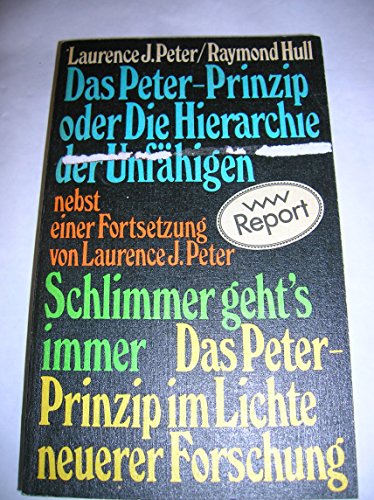 Laurence J. Peter/Raymond Hull
Das Peter-Prinzip
oder Die Hierarchie
der Unfähigen
nebst
einer Fortsetzung
von Laurence J. Peter
Report
Schlimmer geht's
immer Das Peter-
Prinzip im Lichte
neuerer Forschung